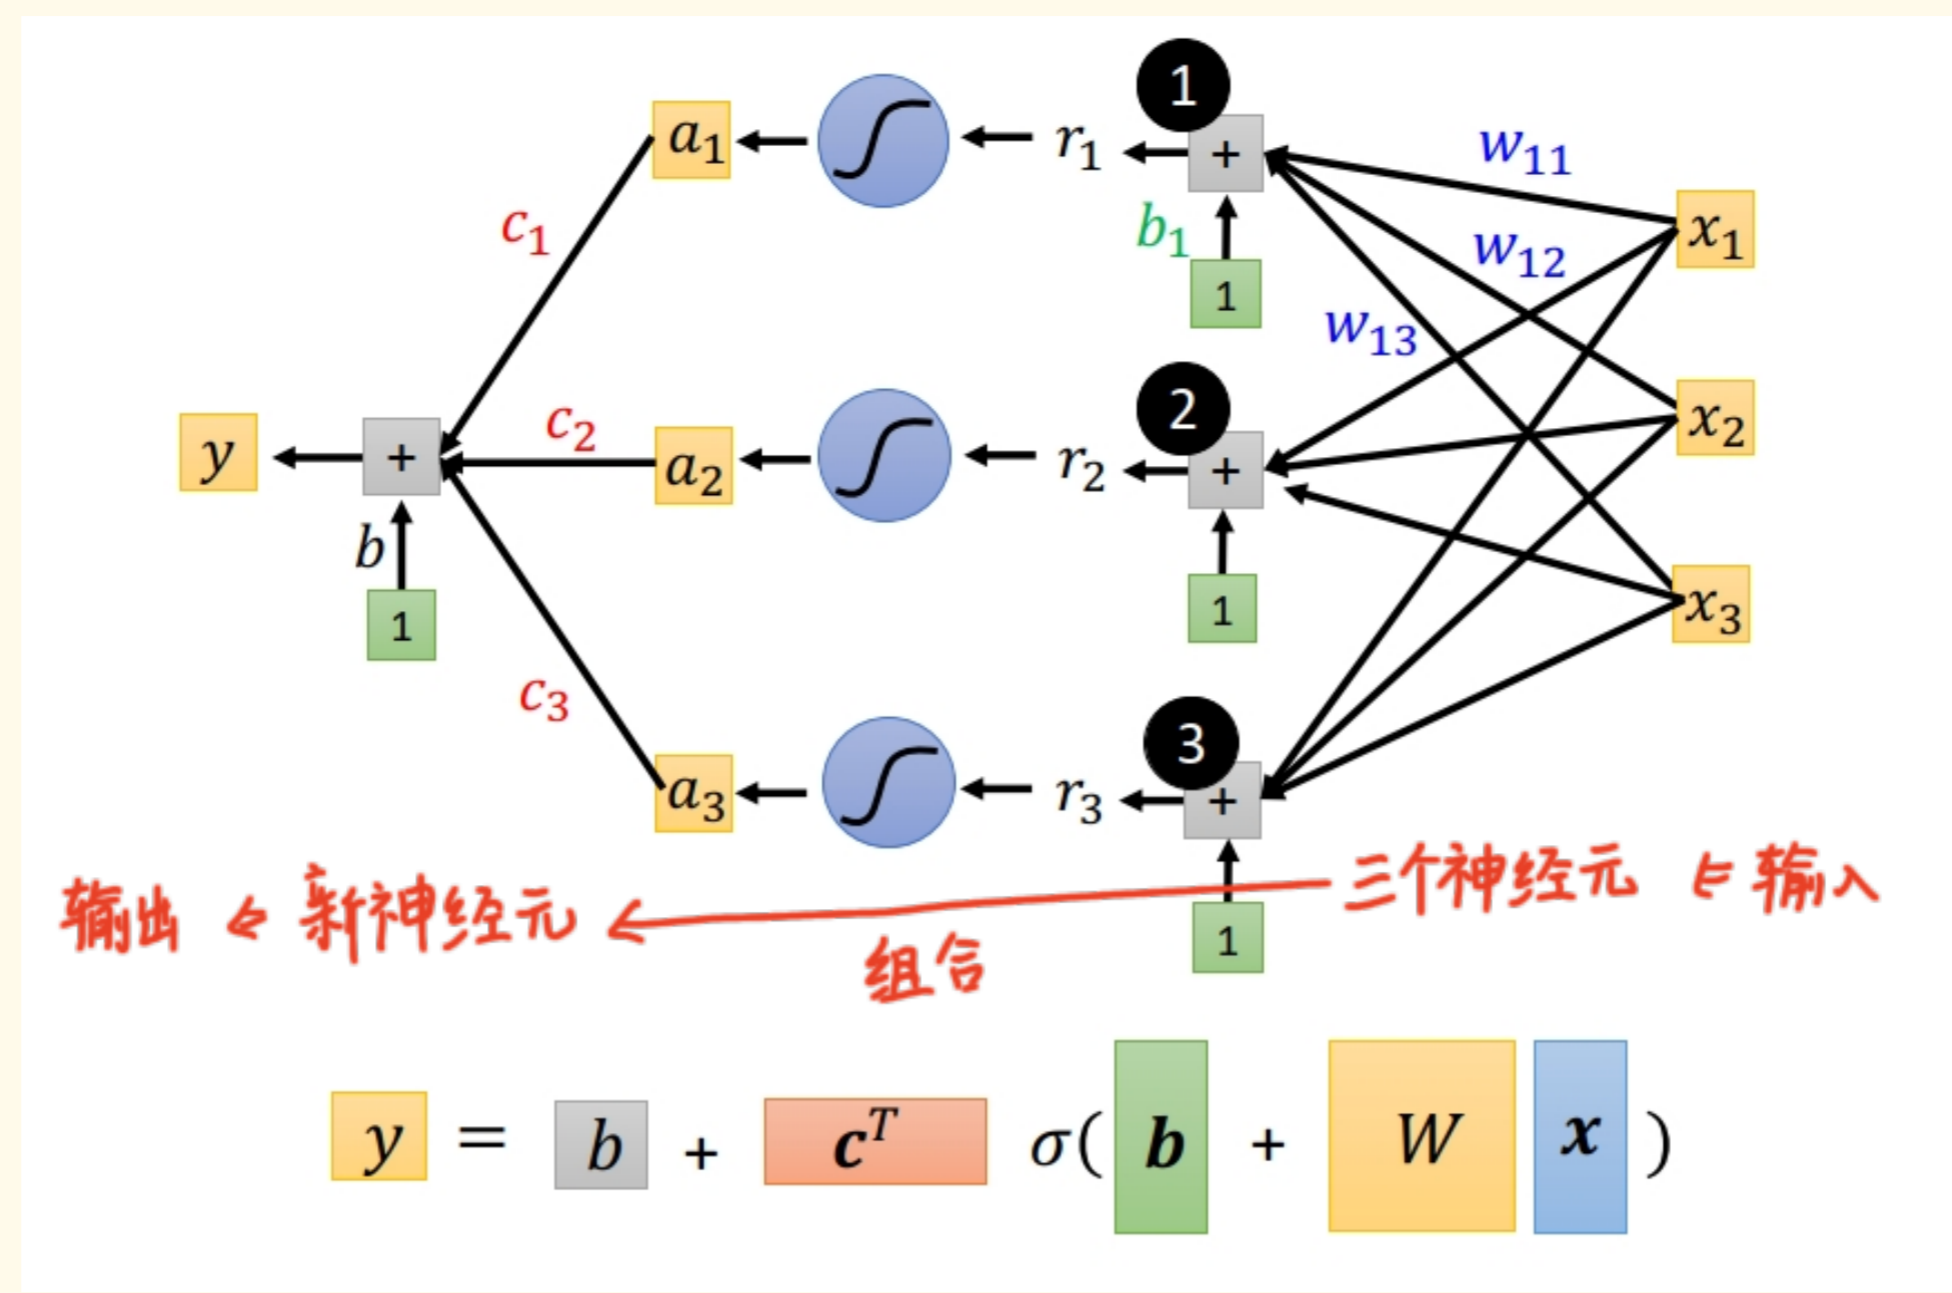 1
a₁ r₁ + w₁₁
c₁ b₁ w₁₂ x₁
1
w₁₃
2
y + c₂ a₂ r₂ + x₂
b
1 1 x₃
c₃
3
a₃ r₃ +
输出 ← 新神经元 ← 三个神经元 ← 输入
组合
1
y = b + cᵀ σ( b + W x )